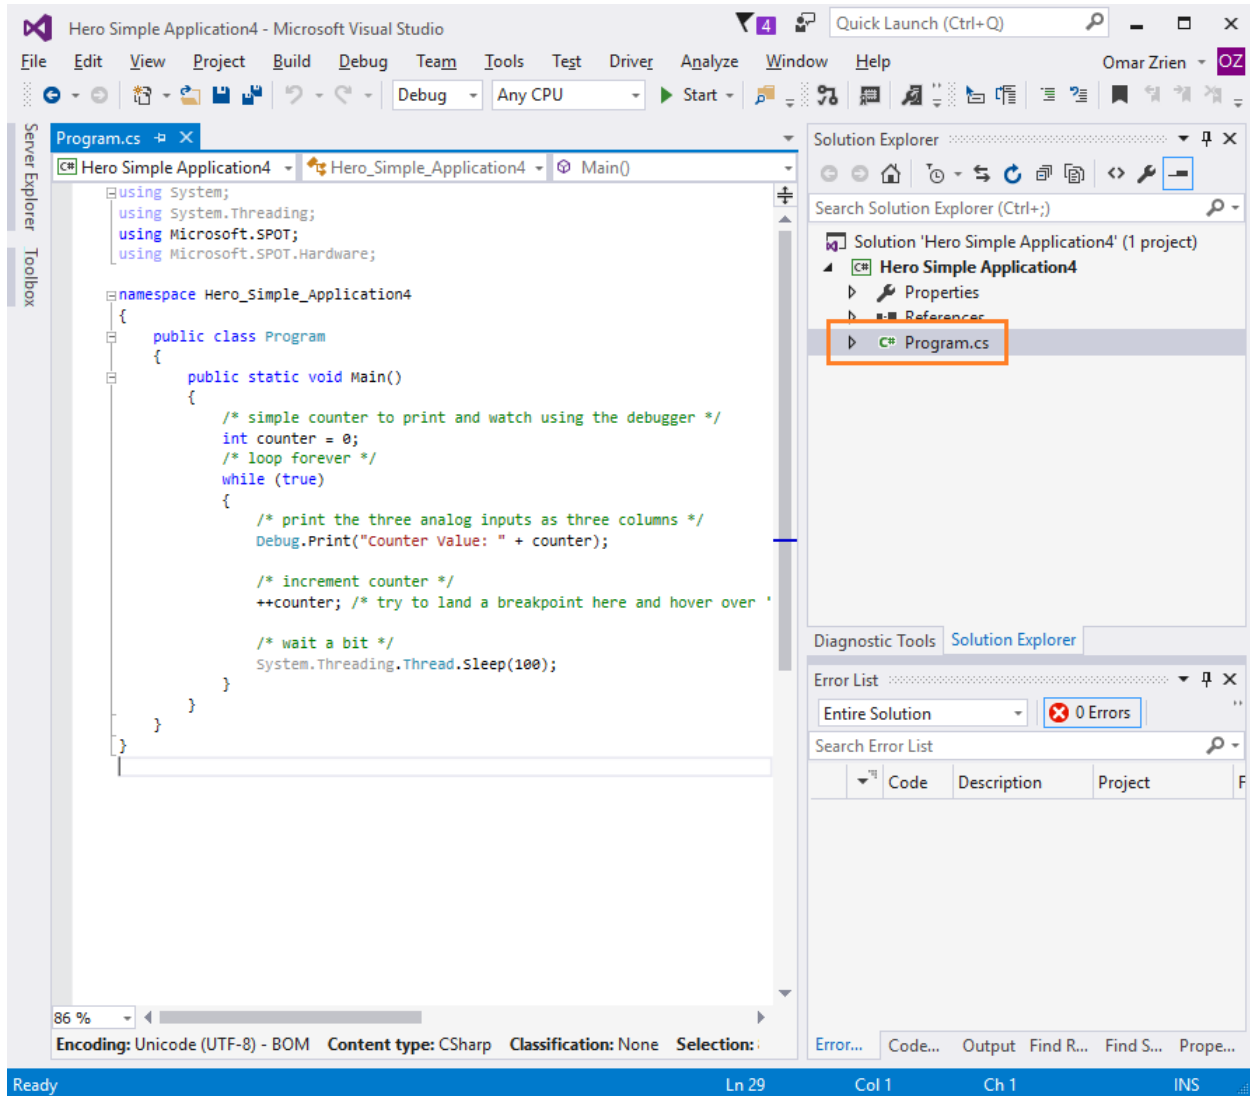 Hero Simple Application4 - Microsoft Visual Studio
4
Quick Launch (Ctrl+Q)
File Edit View Project Build Debug Team Tools Test Driver Analyze Window Help
Omar Zrien
OZ
Debug
Any CPU
Start
Server Explorer
Toolbox
Program.cs
Hero Simple Application4
Hero_Simple_Application4
Main()
using System;
using System.Threading;
using Microsoft.SPOT;
using Microsoft.SPOT.Hardware;
namespace Hero_Simple_Application4
{
public class Program
{
public static void Main()
{
/* simple counter to print and watch using the debugger */
int counter = 0;
/* loop forever */
while (true)
{
/* print the three analog inputs as three columns */
Debug.Print("Counter Value: " + counter);
/* increment counter */
++counter; /* try to land a breakpoint here and hover over '
/* wait a bit */
System.Threading.Thread.Sleep(100);
}
}
}
}
86 %
Encoding: Unicode (UTF-8) - BOM Content type: CSharp Classification: None Selection:
Solution Explorer
Search Solution Explorer (Ctrl+;)
Solution 'Hero Simple Application4' (1 project)
C# Hero Simple Application4
Properties
References
C# Program.cs
Diagnostic Tools Solution Explorer
Error List
Entire Solution
0 Errors
Search Error List
Code Description Project F
Error... Code... Output Find R... Find S... Prope...
Ready Ln 29 Col 1 Ch 1 INS